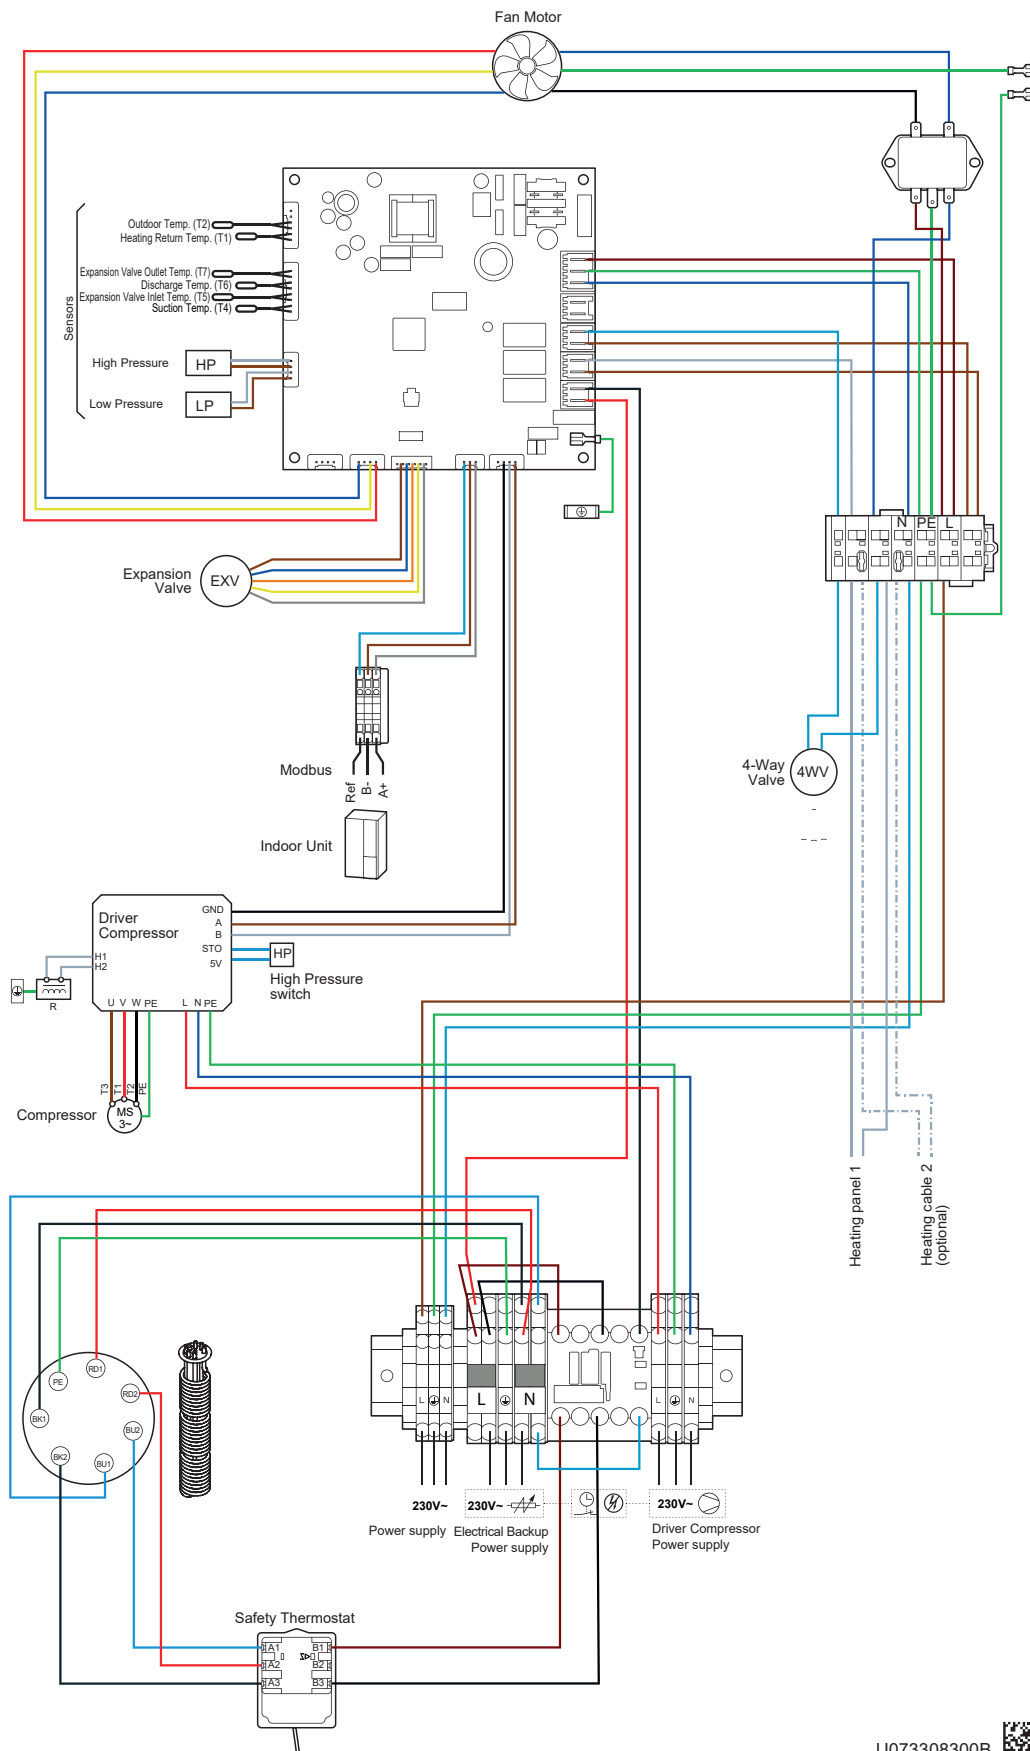 Fan Motor
Outdoor Temp. (T2)
Heating Return Temp. (T1)
Expansion Valve Outlet Temp. (T7)
Discharge Temp. (T6)
Expansion Valve Inlet Temp. (T5)
Suction Temp. (T4)
Sensors
High Pressure
HP
Low Pressure
LP
N PE L
Expansion
Valve
EXV
Modbus
Ref
B-
A+
Indoor Unit
4-Way
Valve
4WV
Driver
Compressor
GND
A
B
STO
5V
H1
H2
R
HP
High Pressure
switch
U V W PE
L N PE
T3
T1
T2
PE
Compressor
MS
3~
Heating panel 1
Heating cable 2
(optional)
PE
RD1
RD2
BK1
BU2
BK2
BU1
L N
L N
L N
230V~
230V~
230V~
Power supply
Electrical Backup
Power supply
Driver Compressor
Power supply
Safety Thermostat
A1 B1
A2 B2
A3 B3
U073308300B